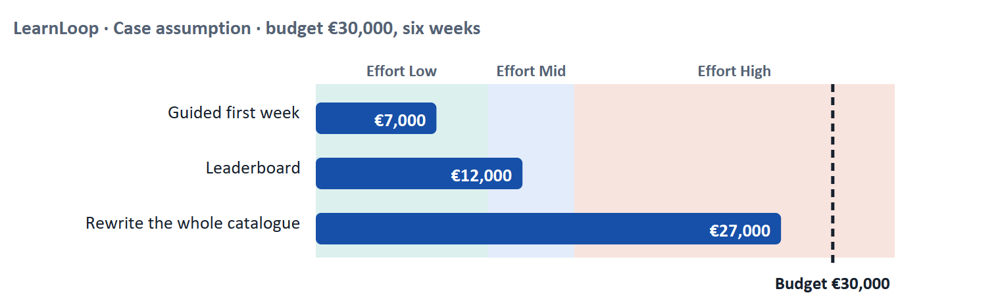 LearnLoop · Case assumption · budget €30,000, six weeks
Effort Low Effort Mid Effort High
Guided first week €7,000
Leaderboard €12,000
Rewrite the whole catalogue €27,000
Budget €30,000